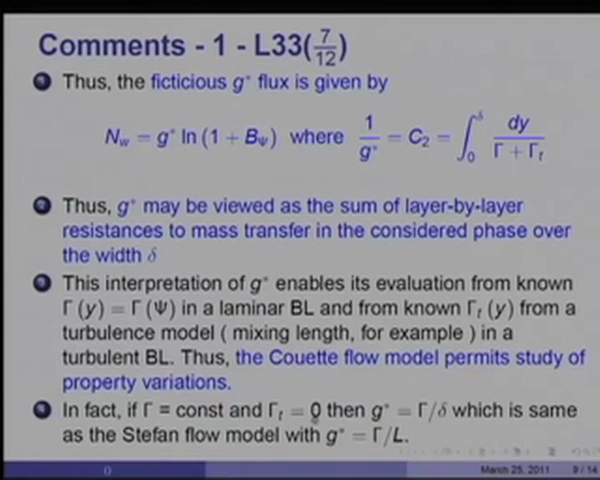 Comments - 1 - L33(7/12)
1 Thus, the ficticious g* flux is given by
N_w = g* ln (1 + B_Ψ) where 1/g* = C_2 = ∫_0^δ dy/(Γ + Γ_t)
2 Thus, g* may be viewed as the sum of layer-by-layer
resistances to mass transfer in the considered phase over
the width δ
3 This interpretation of g* enables its evaluation from known
Γ (y) = Γ (Ψ) in a laminar BL and from known Γ_t (y) from a
turbulence model ( mixing length, for example ) in a
turbulent BL. Thus, the Couette flow model permits study of
property variations.
4 In fact, if Γ = const and Γ_t = 0 then g* = Γ/δ which is same
as the Stefan flow model with g* = Γ/L.
()
March 25, 2011 9 / 14